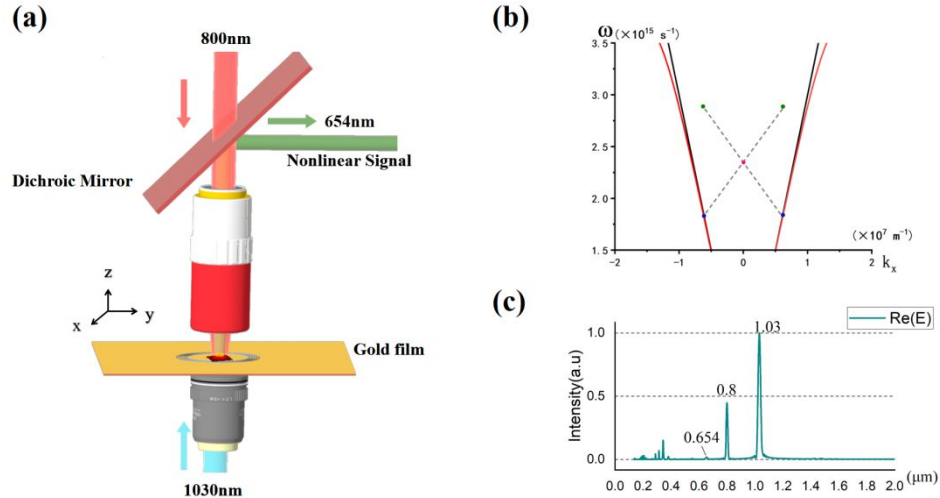 (a)
800nm
654nm
Nonlinear Signal
Dichroic Mirror
z
y
x
Gold film
1030nm
(b)
ω (×10¹⁵ s⁻¹)
3.5
3.0
2.5
2.0
1.5
-2 -1 0 1 2
(×10⁷ m⁻¹)
kₓ
(c)
Re(E)
Intensity(a.u)
1.0
0.5
0.0
1.03
0.8
0.654
0.0 0.2 0.4 0.6 0.8 1.0 1.2 1.4 1.6 1.8 2.0 (μm)